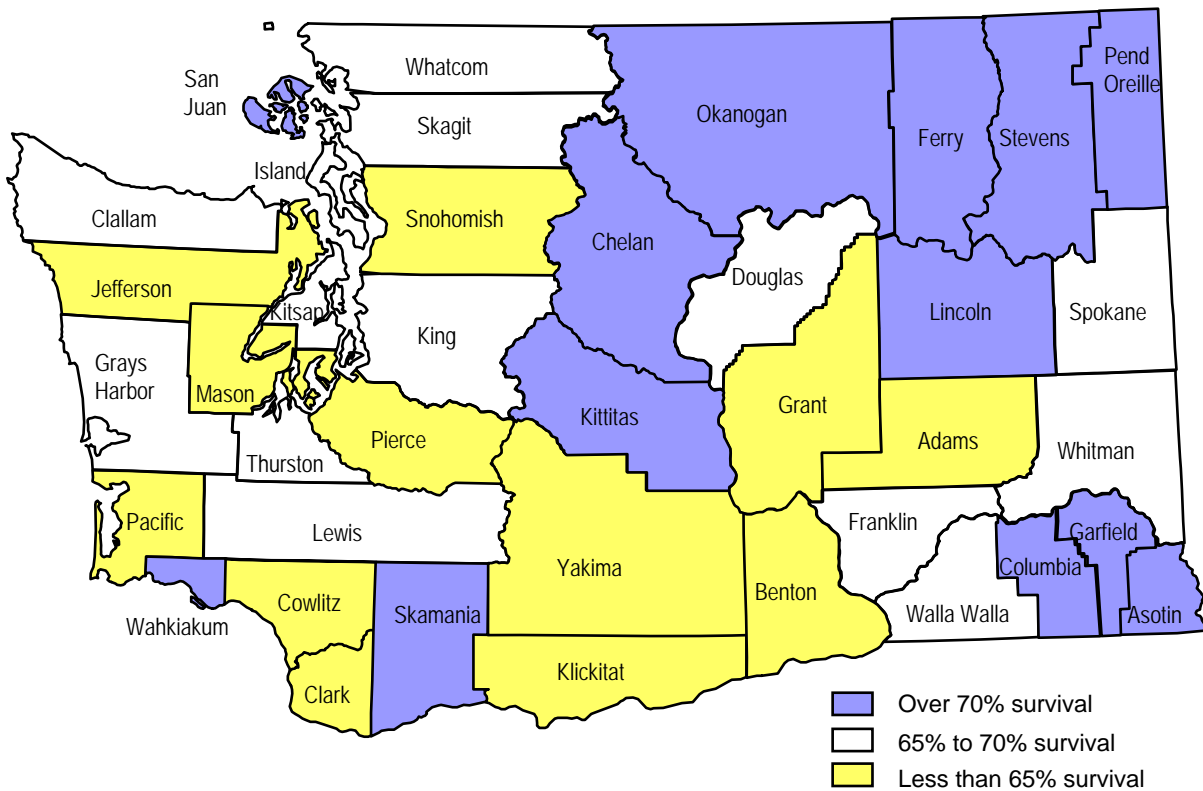 Whatcom
San
Juan
Skagit
Island
Okanogan
Ferry
Stevens
Pend
Oreille
Clallam
Snohomish
Chelan
Douglas
Jefferson
Kitsap
King
Lincoln
Spokane
Grays
Harbor
Mason
Pierce
Kittitas
Grant
Adams
Whitman
Thurston
Pacific
Lewis
Yakima
Franklin
Garfield
Columbia
Benton
Cowlitz
Skamania
Wahkiakum
Walla Walla
Asotin
Clark
Klickitat
Over 70% survival
65% to 70% survival
Less than 65% survival